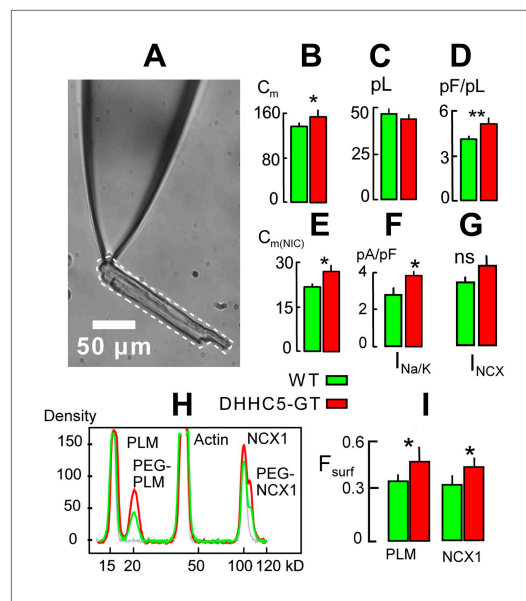 A
B
C
D
Cm
pL
pF/pL
160
80
0
*
50
25
0
6
3
0
**
50 µm
E
F
G
Cm(NIC)
pA/pF
ns
30
15
0
*
4
2
0
*
INa/K
INCX
WT
DHHC5-GT
H
I
Density
150
100
50
0
PLM
PEG-
PLM
Actin
NCX1
PEG-
NCX1
15 20 50 100 120 kD
Fsurf
0.6
0.3
0
*
*
PLM
NCX1